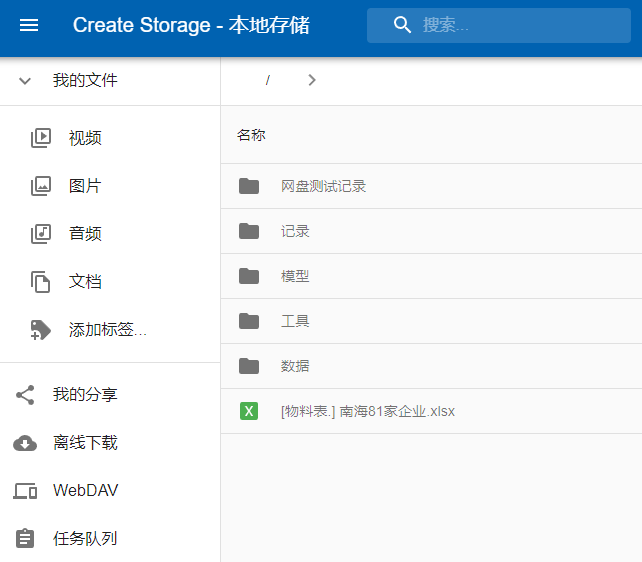 Create Storage - 本地存储
搜索...
我的文件
/
视频
图片
音频
文档
添加标签...
我的分享
离线下载
WebDAV
任务队列
名称
网盘测试记录
记录
模型
工具
数据
X
[物料表.] 南海81家企业.xlsx